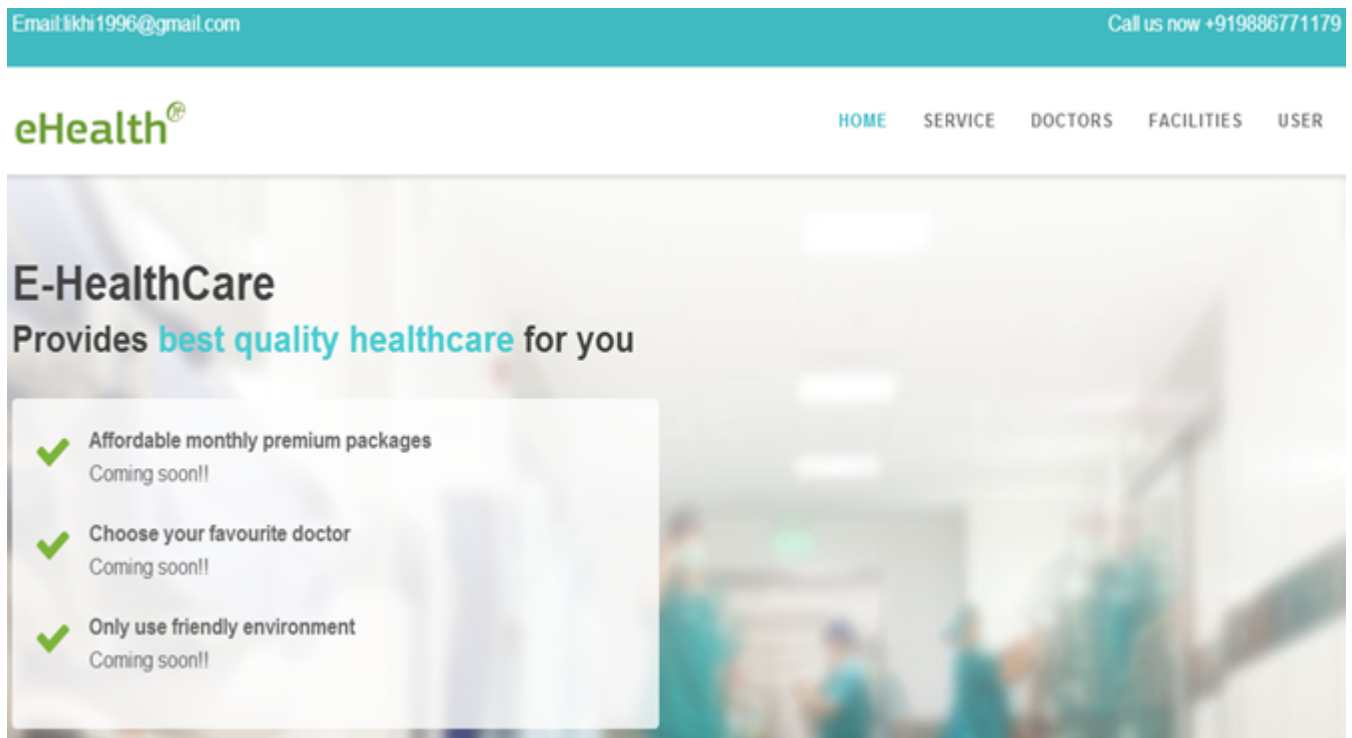 Email:likhi1996@gmail.com
Call us now +919886771179
eHealth
HOME SERVICE DOCTORS FACILITIES USER
E-HealthCare
Provides best quality healthcare for you
Affordable monthly premium packages
Coming soon!!
Choose your favourite doctor
Coming soon!!
Only use friendly environment
Coming soon!!